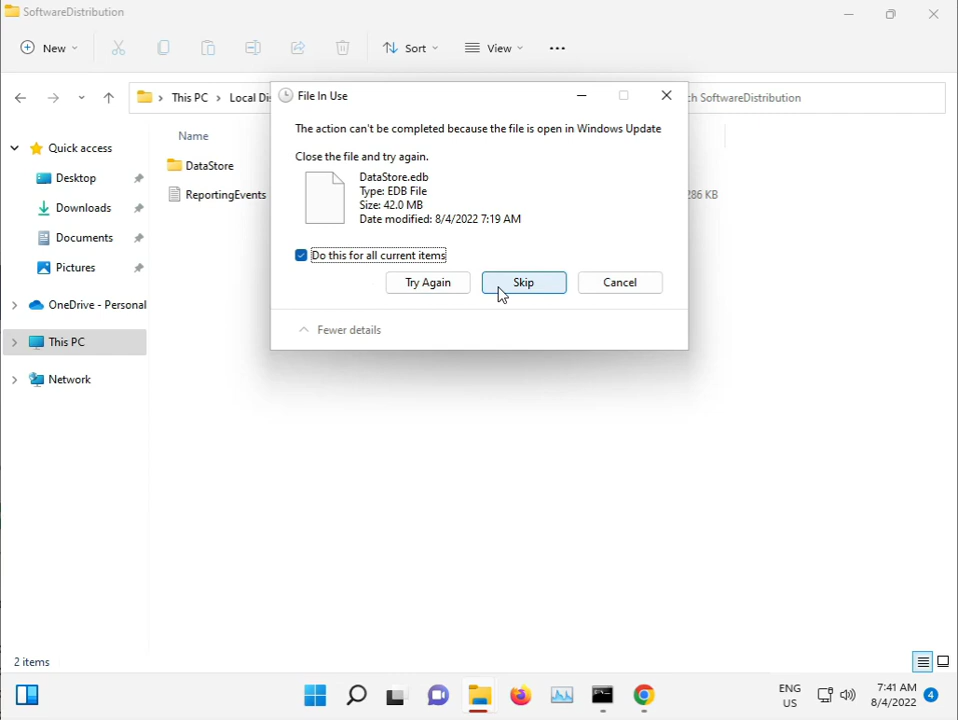 SoftwareDistribution
New
Sort
View
This PC
Local Di
ch SoftwareDistribution
File In Use
The action can't be completed because the file is open in Windows Update
Close the file and try again.
DataStore.edb
Type: EDB File
Size: 42.0 MB
Date modified: 8/4/2022 7:19 AM
Do this for all current items
Try Again
Skip
Cancel
Fewer details
Name
DataStore
ReportingEvents
286 KB
Quick access
Desktop
Downloads
Documents
Pictures
OneDrive - Personal
This PC
Network
2 items
ENG
US
7:41 AM
8/4/2022
4